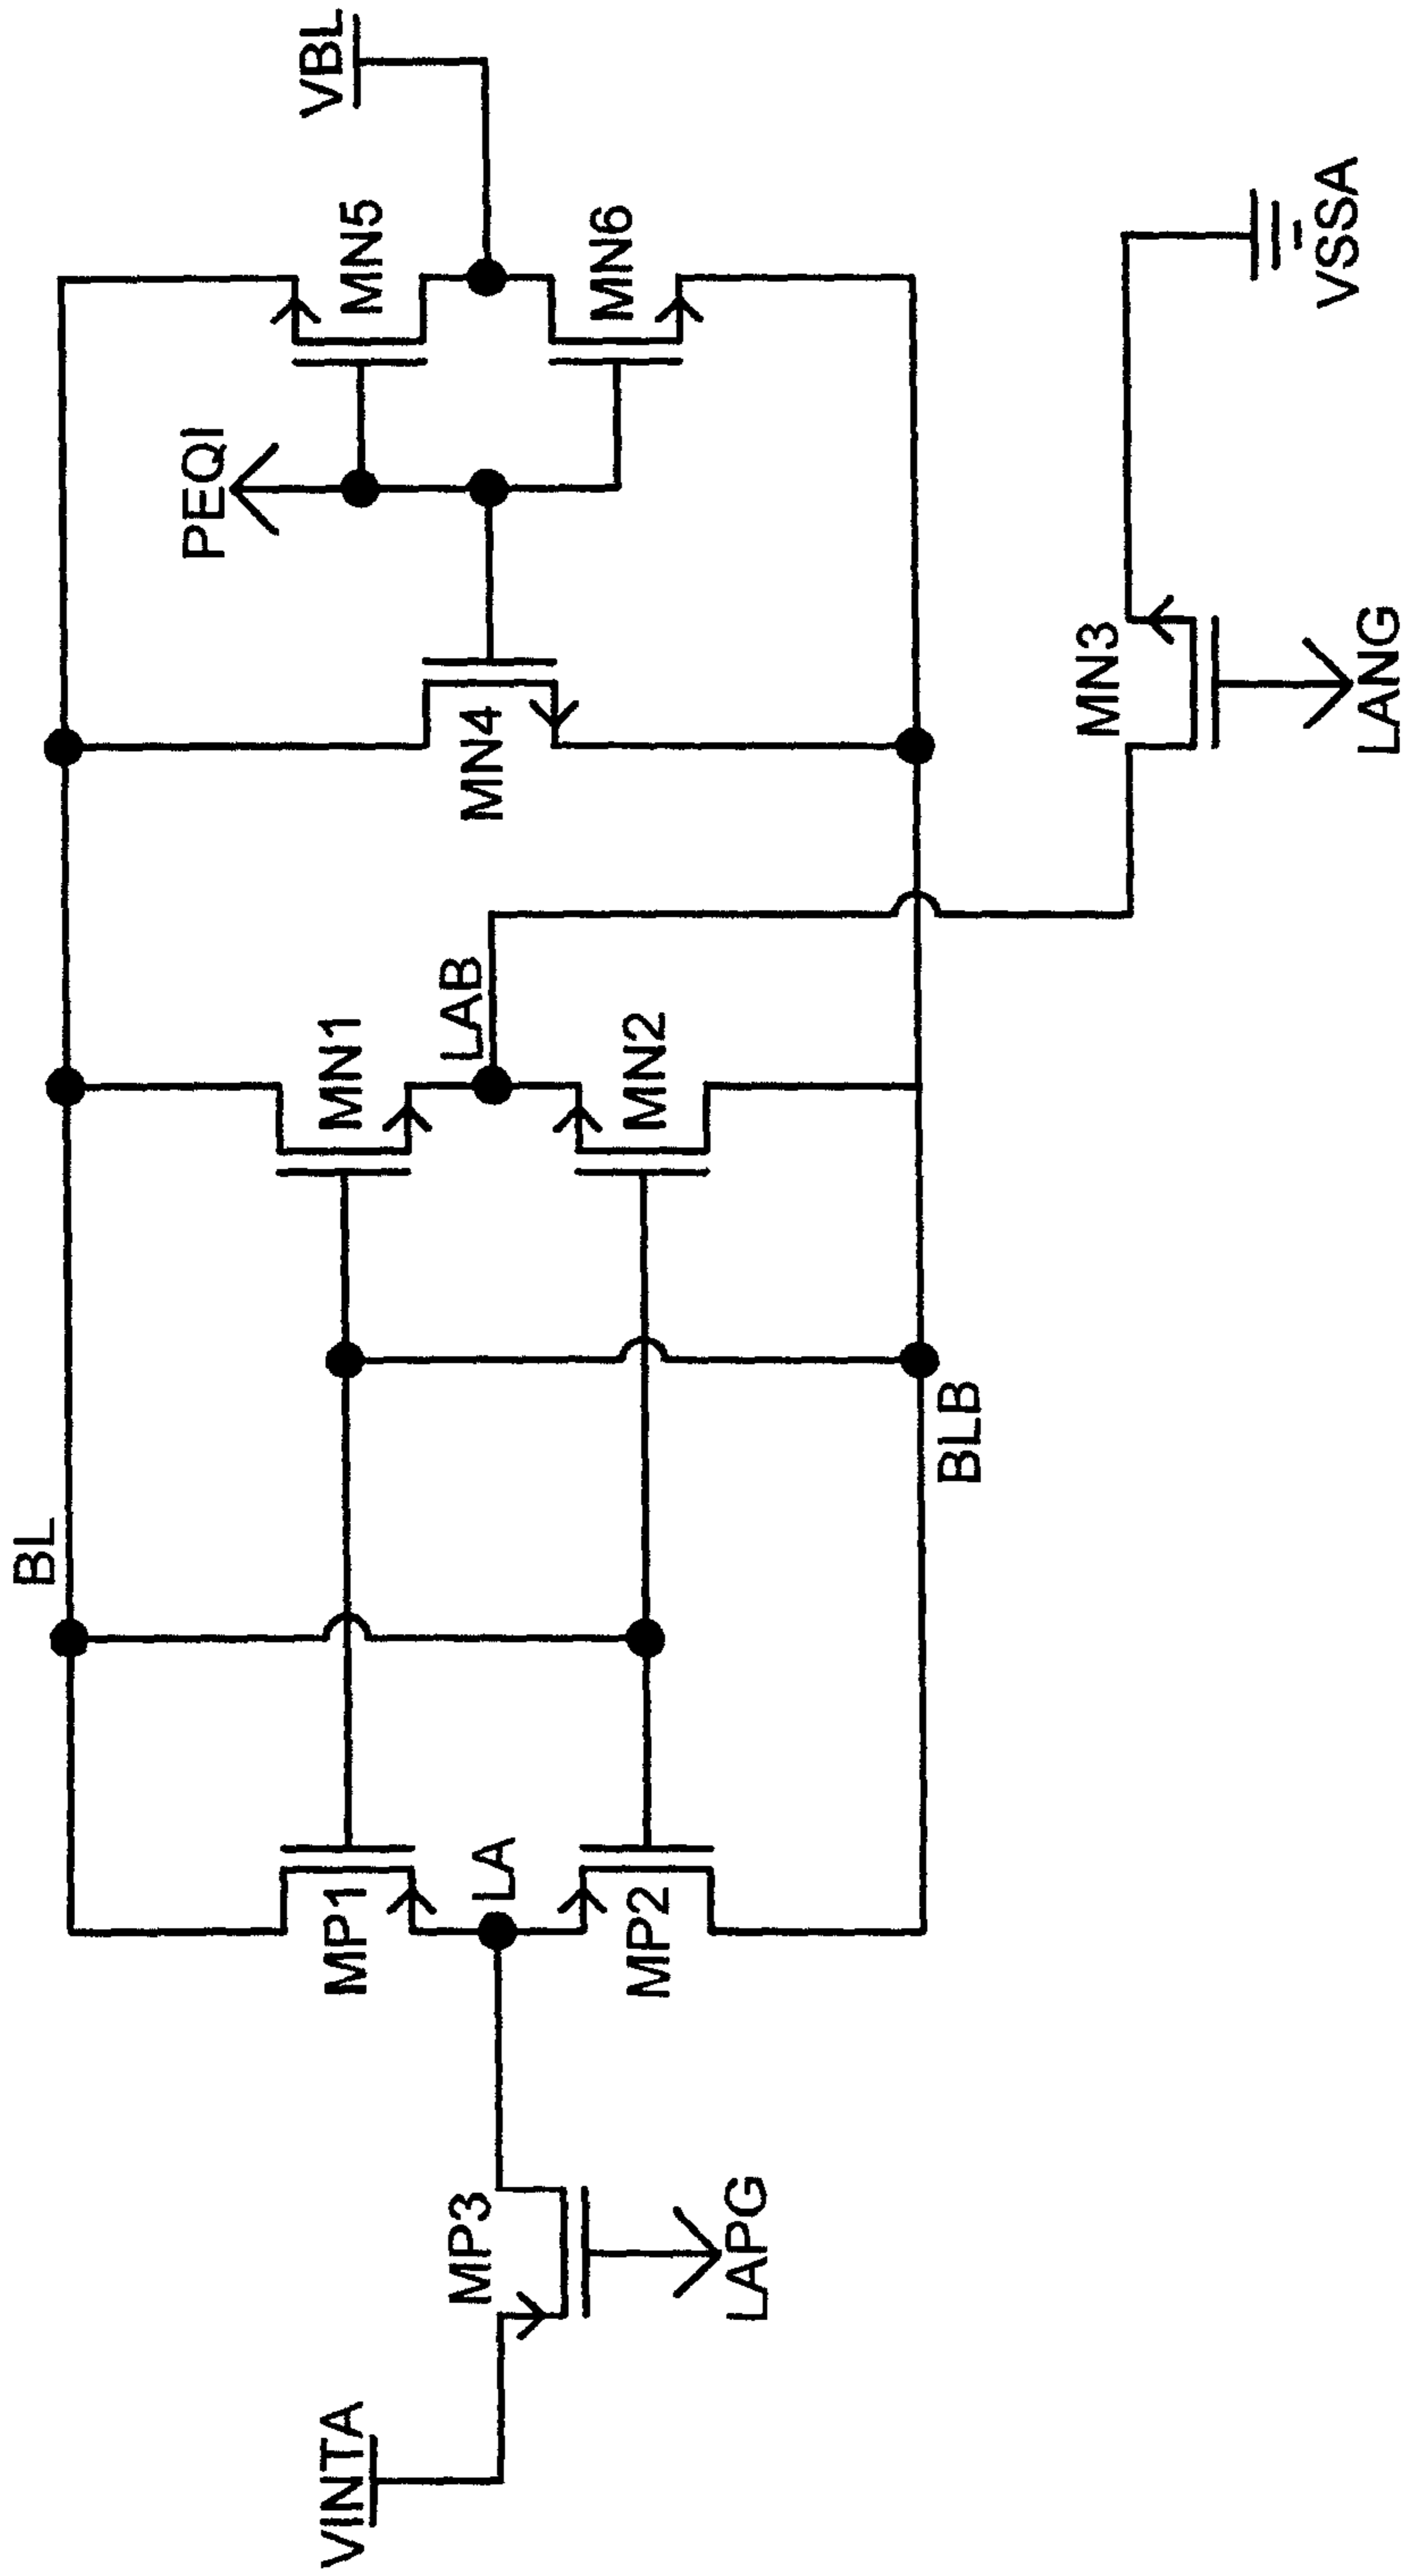 BL
VINTA
MP3
LAPG
MP1
LA
MP2
BLB
MN1
LAB
MN2
MN4
PEQI
MN5
MN6
VBL
MN3
LANG
VSSA